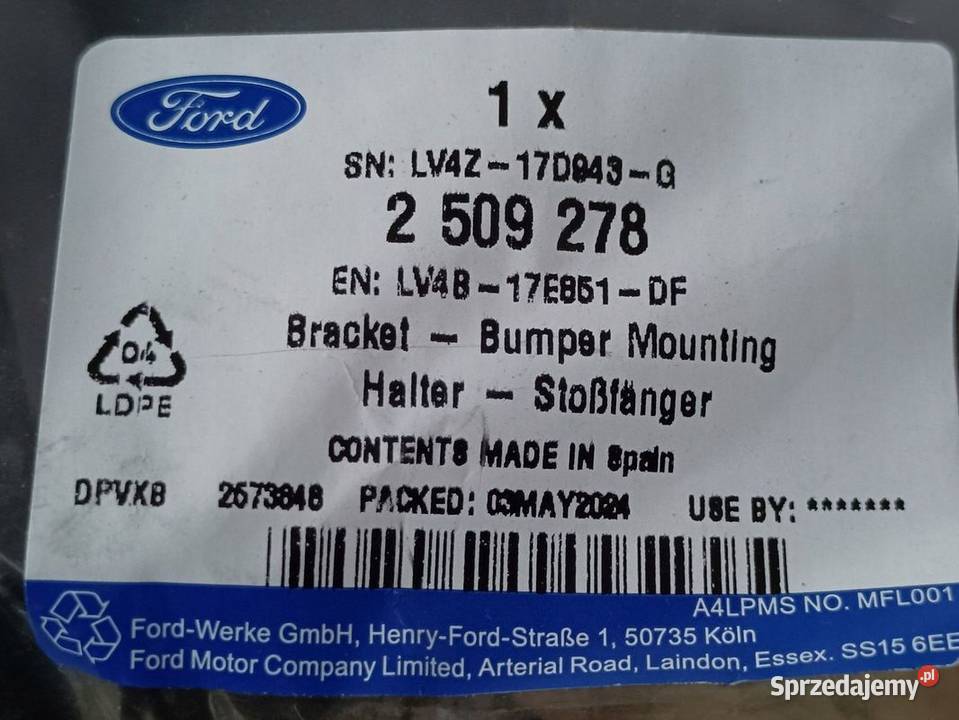 Ford
1 x
SN: LV4Z-17D943-G
2 509 278
EN: LV4B-17E851-DF
Bracket - Bumper Mounting
Halter - Stoßfänger
04
LDPE
CONTENTS MADE IN Spain
DPVXB 2573848 PACKED: 03MAY2024 USE BY: *******
A4LPMS NO. MFL001
Ford-Werke GmbH, Henry-Ford-Straße 1, 50735 Köln
Ford Motor Company Limited, Arterial Road, Laindon, Essex. SS15 6EE
Sprzedajemy.pl